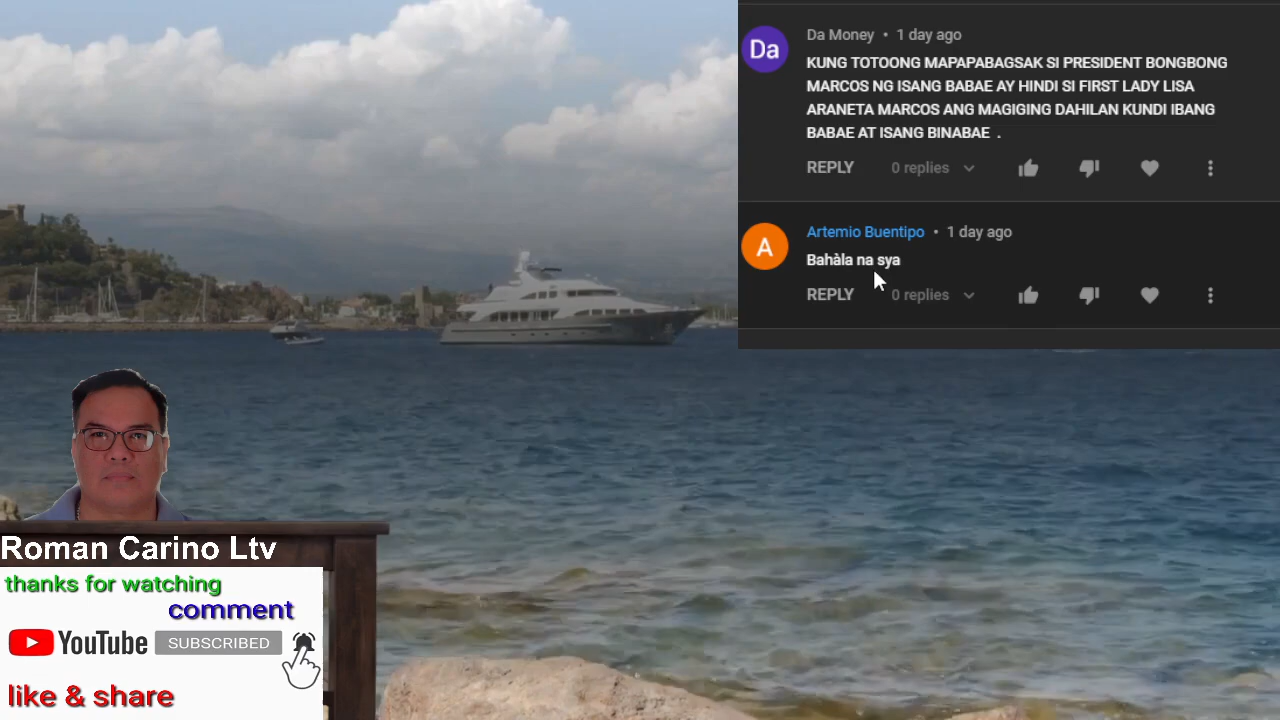 Da
Da Money • 1 day ago
KUNG TOTOONG MAPAPABAGSAK SI PRESIDENT BONGBONG
MARCOS NG ISANG BABAE AY HINDI SI FIRST LADY LISA
ARANETA MARCOS ANG MAGIGING DAHILAN KUNDI IBANG
BABAE AT ISANG BINABAE .
REPLY 0 replies
A
Artemio Buentipo • 1 day ago
Bahàla na sya
REPLY 0 replies
Roman Carino Ltv
thanks for watching
comment
YouTube SUBSCRIBED
like & share